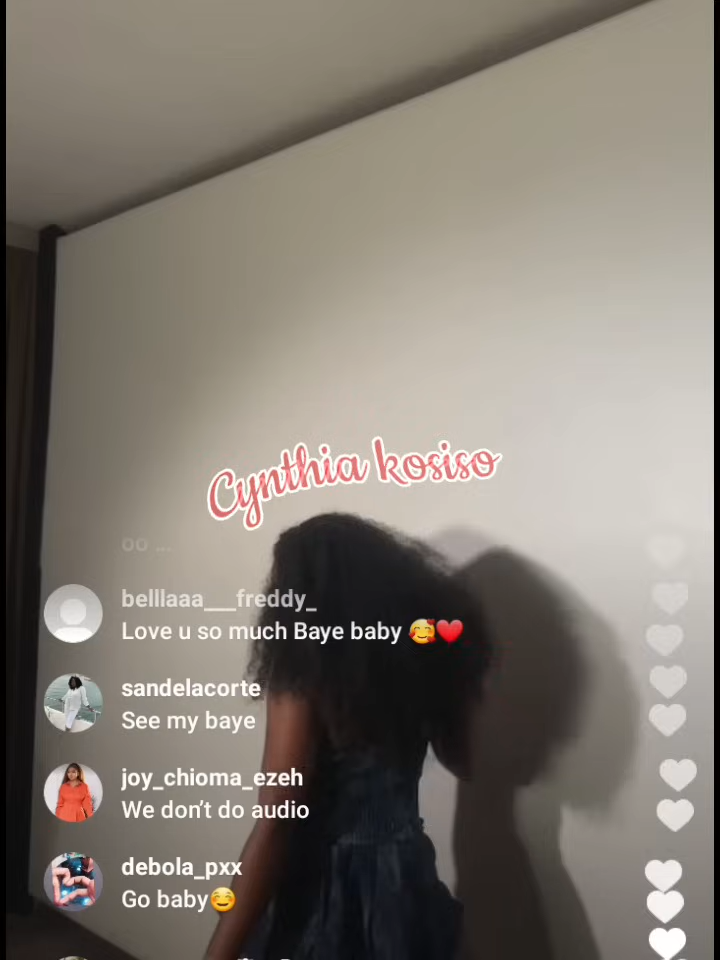 Cynthia kosiso
oo ...
belllaaa___freddy_
Love u so much Baye baby 🥰❤️
sandelacorte
See my baye
joy_chioma_ezeh
We don't do audio
debola_pxx
Go baby☺️